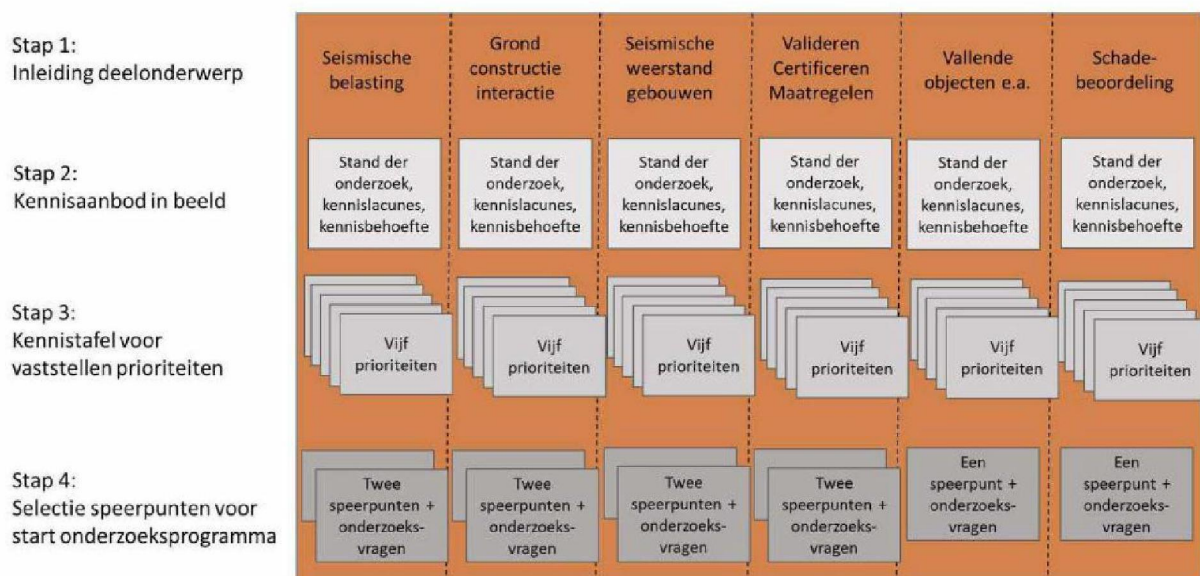 Stap 1:
Inleiding deelonderwerp
Seismische
belasting
Grond
constructie
interactie
Seismische
weerstand
gebouwen
Valideren
Certificeren
Maatregelen
Vallende
objecten e.a.
Schade-
beoordeling
Stap 2:
Kennisaanbod in beeld
Stand der
onderzoek,
kennislacunes,
kennisbehoefte
Stand der
onderzoek,
kennislacunes,
kennisbehoefte
Stand der
onderzoek,
kennislacunes,
kennisbehoefte
Stand der
onderzoek,
kennislacunes,
kennisbehoefte
Stand der
onderzoek,
kennislacunes,
kennisbehoefte
Stand der
onderzoek,
kennislacunes,
kennisbehoefte
Stap 3:
Kennistafel voor
vaststellen prioriteiten
Vijf
prioriteiten
Vijf
prioriteiten
Vijf
prioriteiten
Vijf
prioriteiten
Vijf
prioriteiten
Vijf
prioriteiten
Stap 4:
Selectie speerpunten voor
start onderzoeksprogramma
Twee
speerpunten +
onderzoeks-
vragen
Twee
speerpunten +
onderzoeks-
vragen
Twee
speerpunten +
onderzoeks-
vragen
Twee
speerpunten +
onderzoeks-
vragen
Een
speerpunt +
onderzoeks-
vragen
Een
speerpunt +
onderzoeks-
vragen